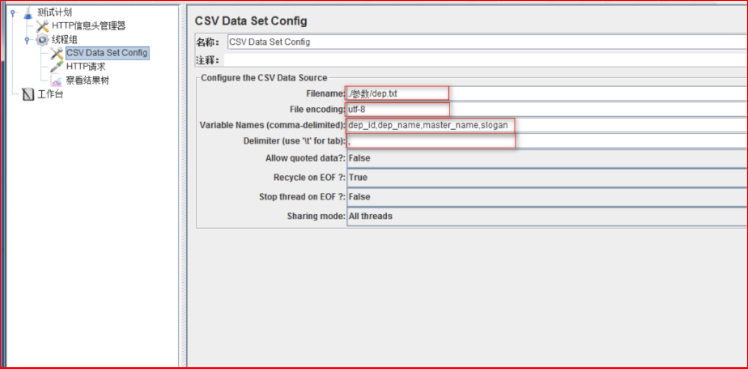 测试计划
HTTP信息头管理器
线程组
CSV Data Set Config
HTTP请求
察看结果树
工作台
CSV Data Set Config
名称： CSV Data Set Config
注释：
Configure the CSV Data Source
Filename: ./参数/dep.txt
File encoding: utf-8
Variable Names (comma-delimited): dep_id,dep_name,master_name,slogan
Delimiter (use '\t' for tab): ,
Allow quoted data?: False
Recycle on EOF ?: True
Stop thread on EOF ?: False
Sharing mode: All threads